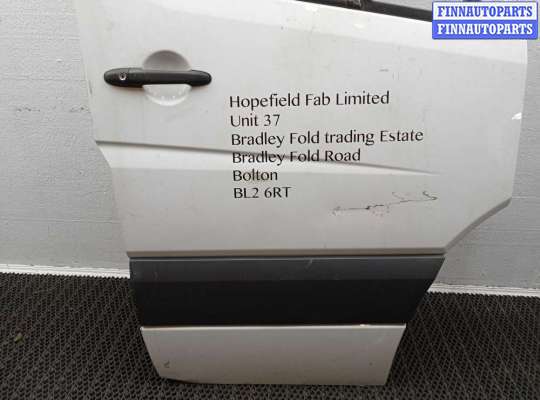 FINNAUTOPARTS
FINNAUTOPARTS
Hopefield Fab Limited
Unit 37
Bradley Fold trading Estate
Bradley Fold Road
Bolton
BL2 6RT